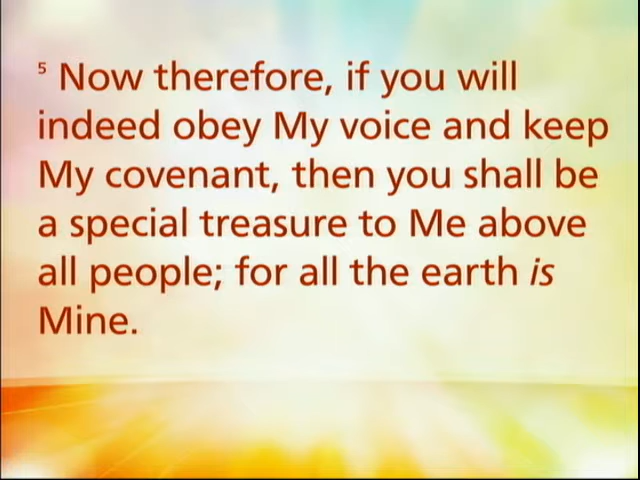 5 Now therefore, if you will
indeed obey My voice and keep
My covenant, then you shall be
a special treasure to Me above
all people; for all the earth is
Mine.